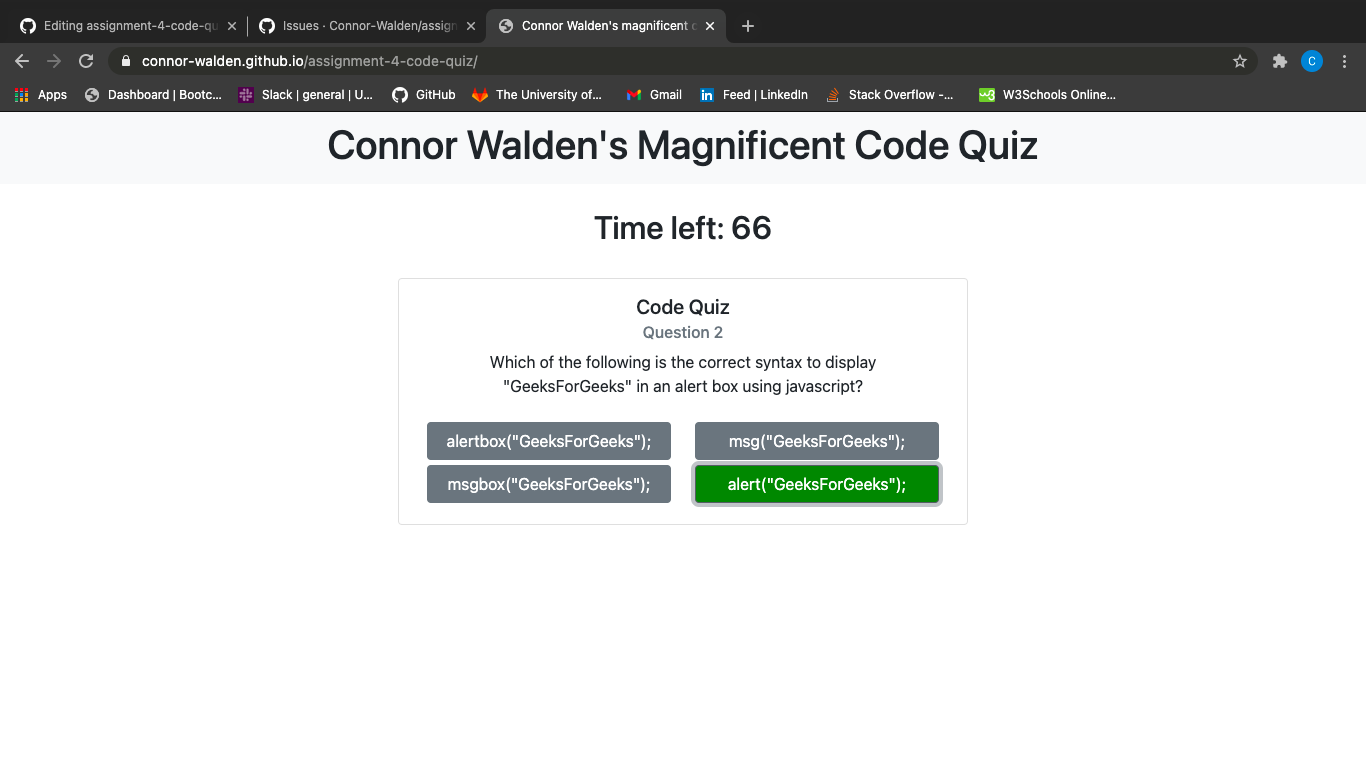 Editing assignment-4-code-qu
Issues · Connor-Walden/assign
Connor Walden's magnificent c
connor-walden.github.io/assignment-4-code-quiz/
C
Apps
Dashboard | Bootc...
Slack | general | U...
GitHub
The University of...
Gmail
in
Feed | LinkedIn
Stack Overflow -...
W3Schools Online...
Connor Walden's Magnificent Code Quiz
Time left: 66
Code Quiz
Question 2
Which of the following is the correct syntax to display
"GeeksForGeeks" in an alert box using javascript?
alertbox("GeeksForGeeks");
msg("GeeksForGeeks");
msgbox("GeeksForGeeks");
alert("GeeksForGeeks");